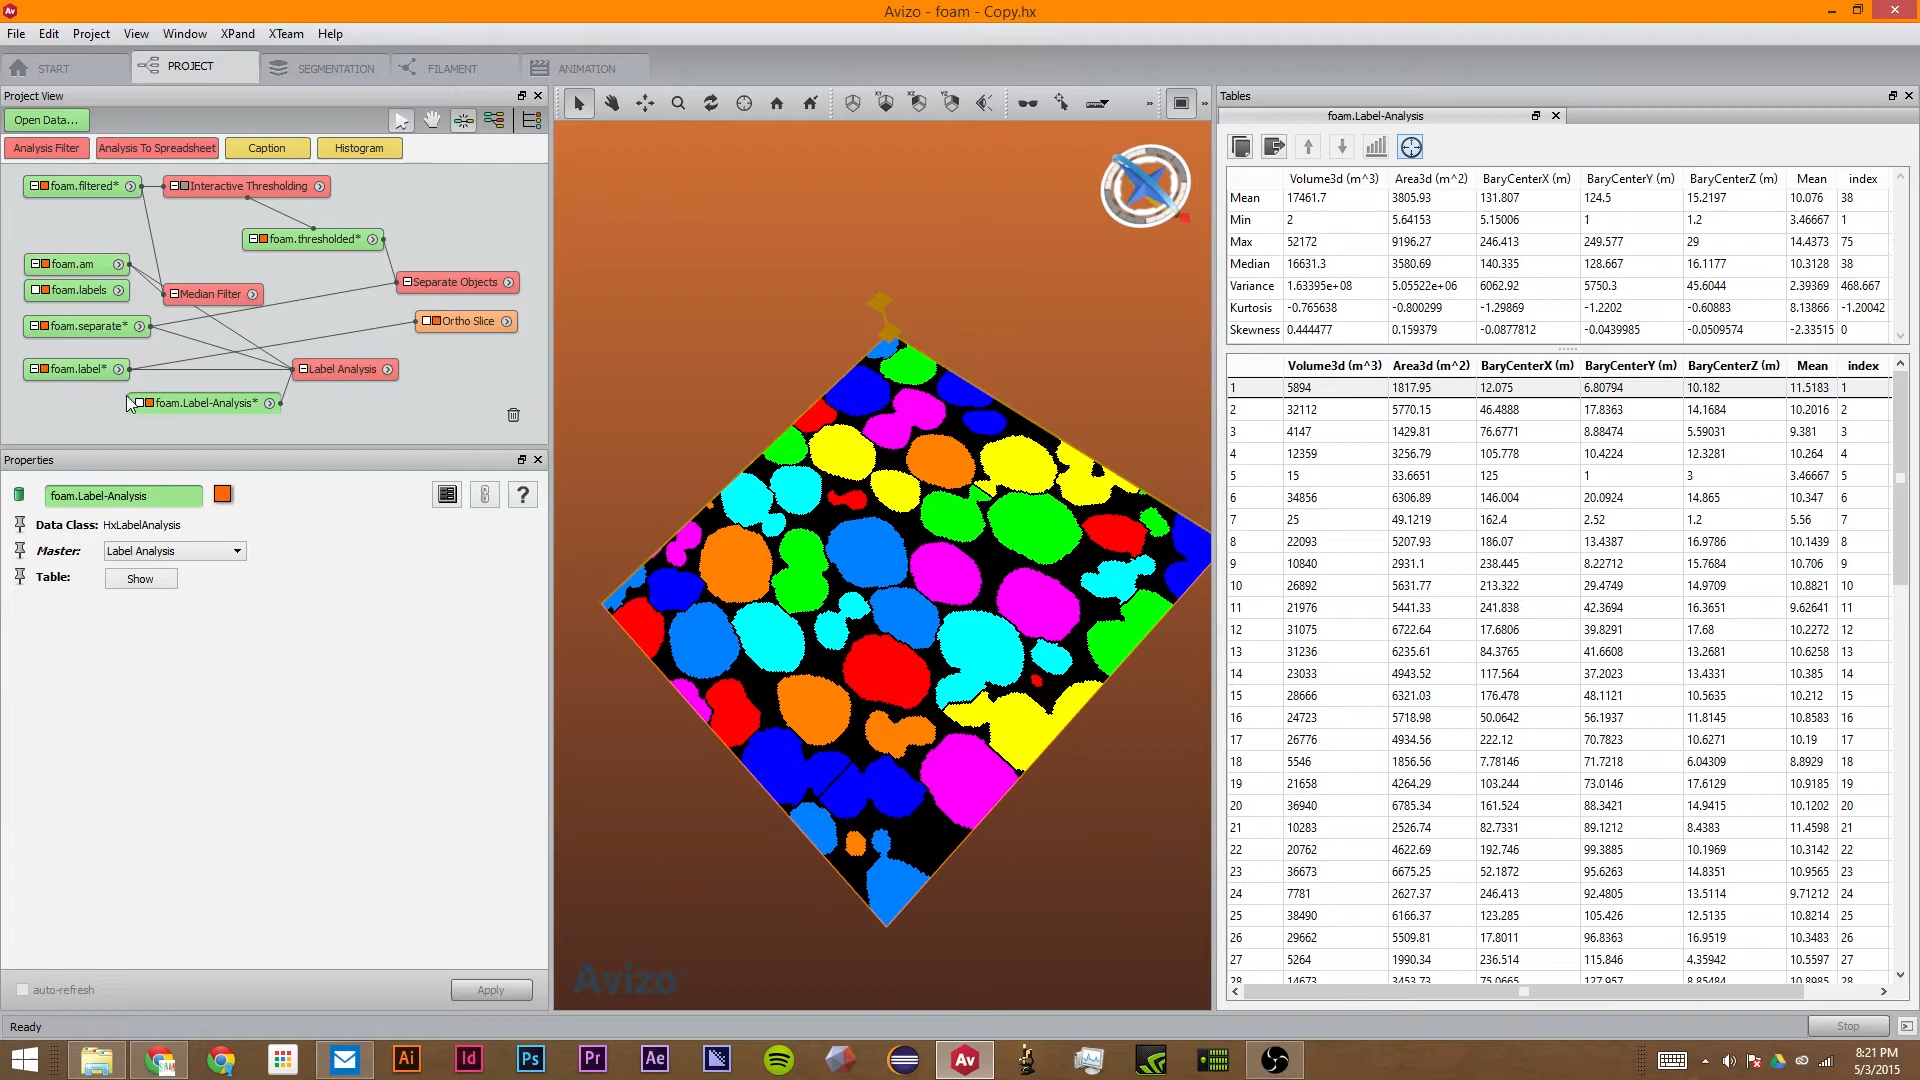 Avizo - foam - Copy.hx
File Edit Project View Window XPand XTeam Help
START PROJECT SEGMENTATION FILAMENT ANIMATION
Project View
Open Data...
Analysis Filter Analysis To Spreadsheet Caption Histogram
foam.filtered* Interactive Thresholding
foam.thresholded*
foam.am
Separate Objects
foam.labels Median Filter
foam.separate* Ortho Slice
foam.label* Label Analysis
foam.Label-Analysis*
Properties
foam.Label-Analysis
Data Class: HxLabelAnalysis
Master: Label Analysis
Table: Show
auto-refresh Apply
Ready
XY XZ YZ
Avizo
Tables
foam.Label-Analysis
Volume3d (m^3) Area3d (m^2) BaryCenterX (m) BaryCenterY (m) BaryCenterZ (m) Mean index
Mean 17461.7 3805.93 131.807 124.5 15.2197 10.076 38
Min 2 5.64153 5.15006 1 1.2 3.46667 1
Max 52172 9196.27 246.413 249.577 29 14.4373 75
Median 16631.3 3580.69 140.335 128.667 16.1177 10.3128 38
Variance 1.63395e+08 5.05522e+06 6062.92 5750.3 45.6044 2.39369 468.667
Kurtosis -0.765638 -0.800299 -1.29869 -1.2202 -0.60883 8.13866 -1.20042
Skewness 0.444477 0.159379 -0.0877812 -0.0439985 -0.0509574 -2.33515 0
Volume3d (m^3) Area3d (m^2) BaryCenterX (m) BaryCenterY (m) BaryCenterZ (m) Mean index
1 5894 1817.95 12.075 6.80794 10.182 11.5183 1
2 32112 5770.15 46.4888 17.8363 14.1684 10.2016 2
3 4147 1429.81 76.6771 8.88474 5.59031 9.381 3
4 12359 3256.79 105.778 10.4224 12.3281 10.264 4
5 15 33.6651 125 1 3 3.46667 5
6 34856 6306.89 146.004 20.0924 14.865 10.347 6
7 25 49.1219 162.4 2.52 1.2 5.56 7
8 22093 5207.93 186.07 13.4387 16.9786 10.1439 8
9 10840 2931.1 238.445 8.22712 15.7684 10.706 9
10 26892 5631.77 213.322 29.4749 14.9709 10.8821 10
11 21976 5441.33 241.838 42.3694 16.3651 9.62641 11
12 31075 6722.64 17.6806 39.8291 17.68 10.2272 12
13 31236 6235.61 84.3765 41.6608 13.2681 10.6258 13
14 23033 4943.52 117.564 37.2023 13.4331 10.385 14
15 28666 6321.03 176.478 48.1121 10.5635 10.212 15
16 24723 5718.98 50.0642 56.1937 11.8145 10.8583 16
17 26776 4934.56 222.12 70.7823 10.6271 10.19 17
18 5546 1856.56 7.78146 71.7218 6.04309 8.8929 18
19 21658 4264.29 103.244 73.0146 17.6129 10.9185 19
20 36940 6785.34 161.524 88.3421 14.9415 10.1202 20
21 10283 2526.74 82.7331 89.1212 8.4383 11.4598 21
22 20762 4622.69 192.746 99.3885 10.1969 10.3142 22
23 36673 6675.25 52.1872 95.6263 14.8351 10.9565 23
24 7781 2627.37 246.413 92.4805 13.5114 9.71212 24
25 38490 6166.37 123.285 105.426 12.5135 10.8214 25
26 29662 5509.81 17.8011 96.8363 16.9519 10.3483 26
27 5264 1990.34 236.514 115.846 4.35942 10.5597 27
28 14673 3453.73 75.0665 127.957 8.85484 10.8985 28
Stop
Av Ai Id Ps Pr Ae Av
8:21 PM
5/3/2015